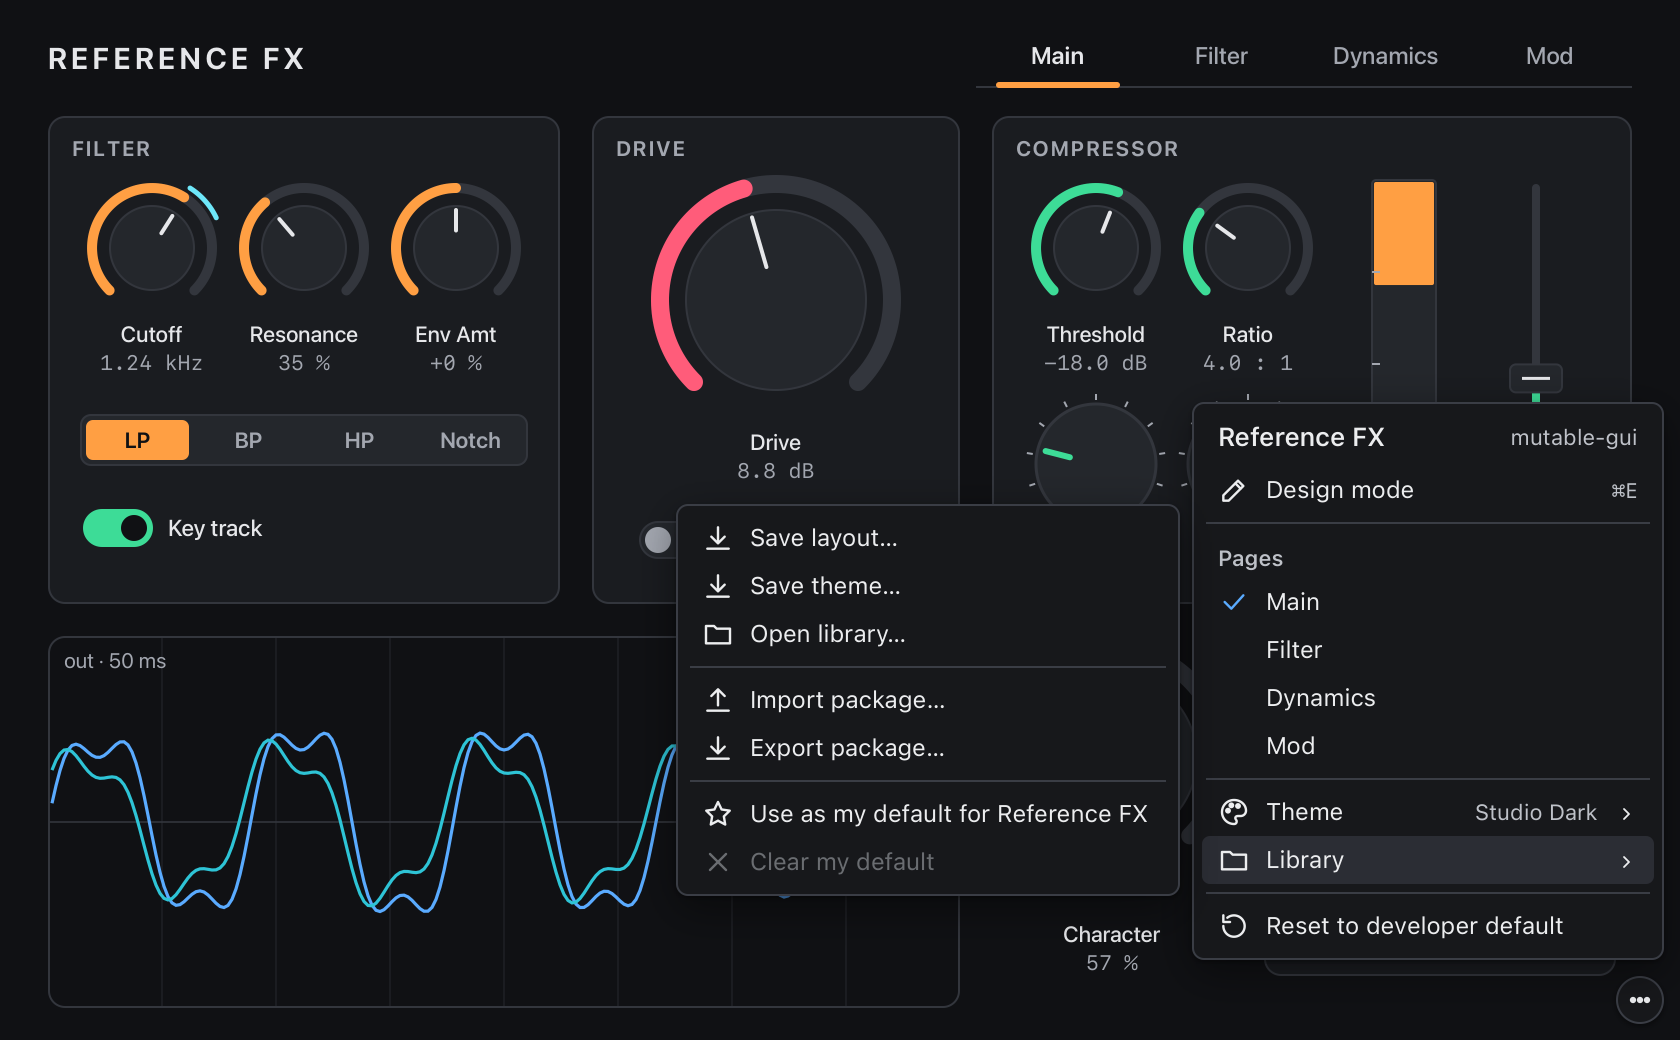 REFERENCE FX
Main
Filter
Dynamics
Mod
FILTER
Cutoff
1.24 kHz
Resonance
35 %
Env Amt
+0 %
LP
BP
HP
Notch
Key track
DRIVE
Drive
8.8 dB
COMPRESSOR
Threshold
−18.0 dB
Ratio
4.0 : 1
out · 50 ms
Save layout...
Save theme...
Open library...
Import package...
Export package...
Use as my default for Reference FX
Clear my default
Character
57 %
Reference FX mutable-gui
Design mode ⌘E
Pages
Main
Filter
Dynamics
Mod
Theme Studio Dark
Library
Reset to developer default